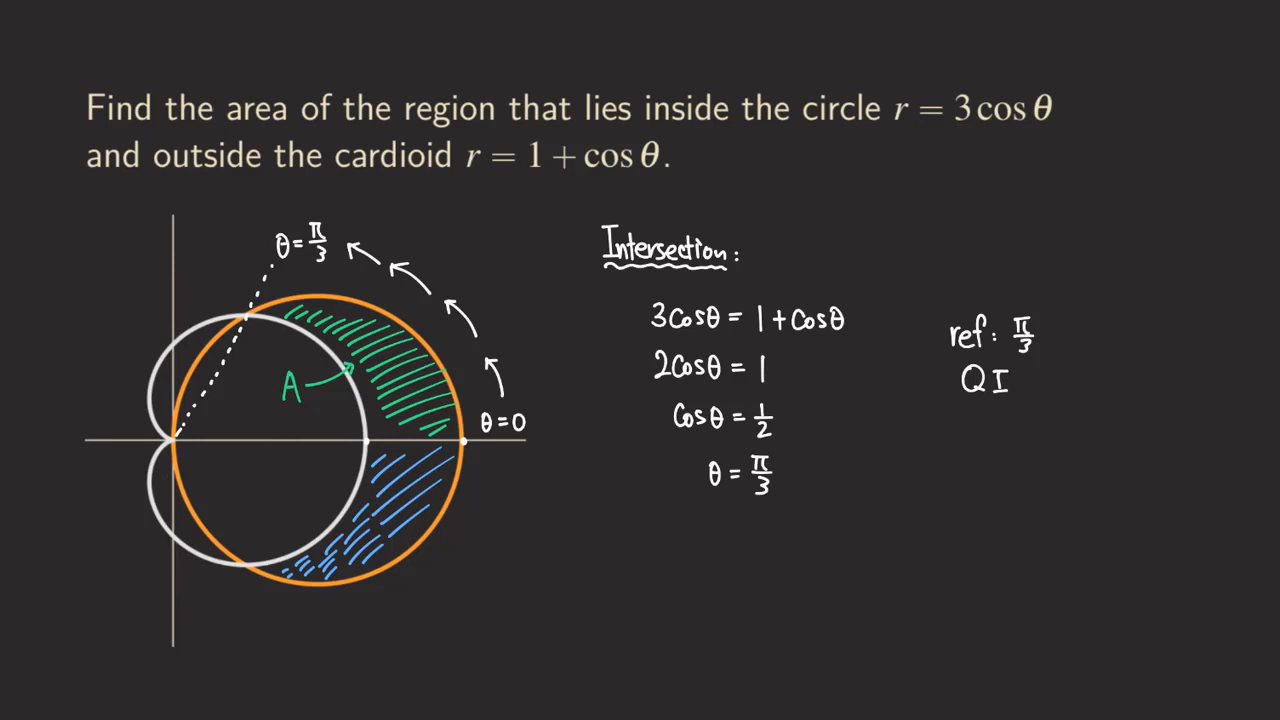 Find the area of the region that lies inside the circle r = 3 cos θ
and outside the cardioid r = 1 + cos θ.
θ = π/3
A
θ = 0
Intersection:
3cosθ = 1 + cosθ
2cosθ = 1
cosθ = 1/2
θ = π/3
ref: π/3
QI